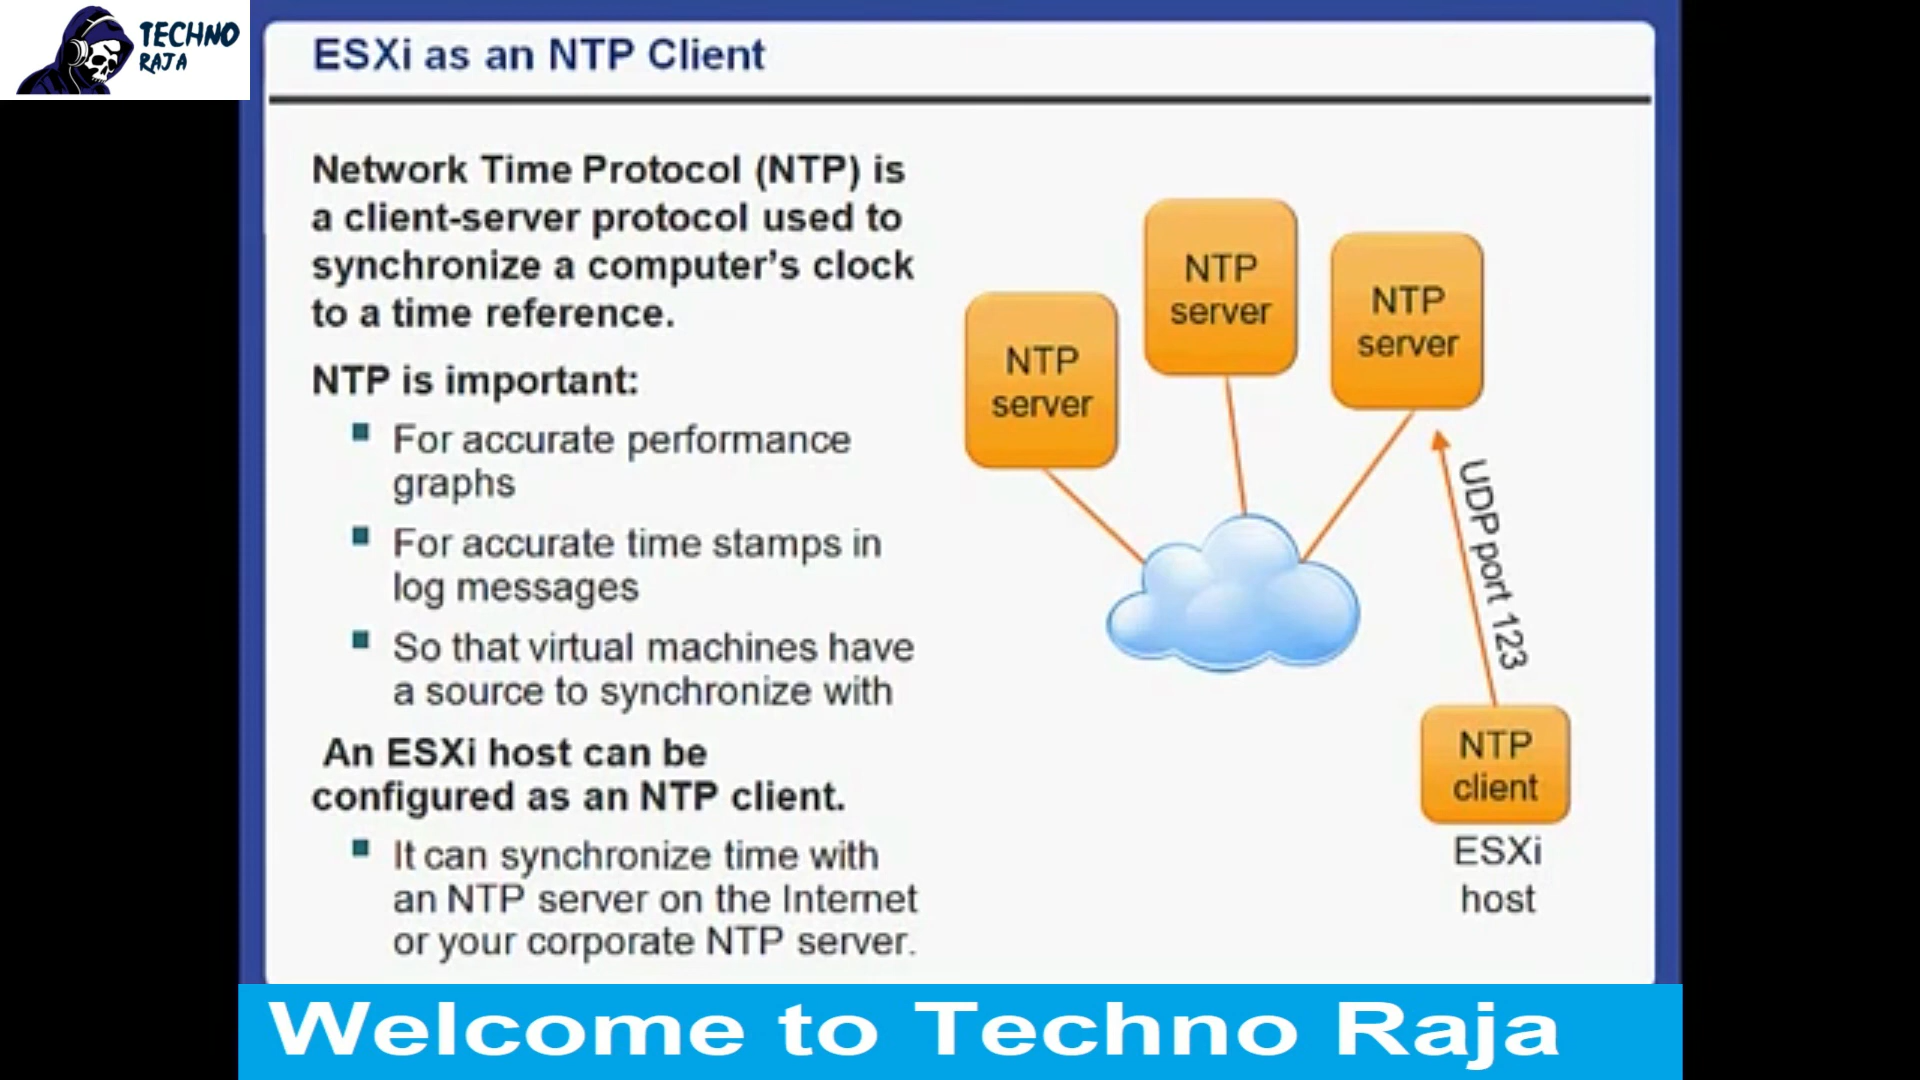 TECHNO
RAJA
ESXi as an NTP Client
Network Time Protocol (NTP) is
a client-server protocol used to
synchronize a computer’s clock
to a time reference.
NTP is important:
For accurate performance
graphs
For accurate time stamps in
log messages
So that virtual machines have
a source to synchronize with
An ESXi host can be
configured as an NTP client.
It can synchronize time with
an NTP server on the Internet
or your corporate NTP server.
NTP
server
NTP
server
NTP
server
UDP port 123
NTP
client
ESXi
host
Welcome to Techno Raja